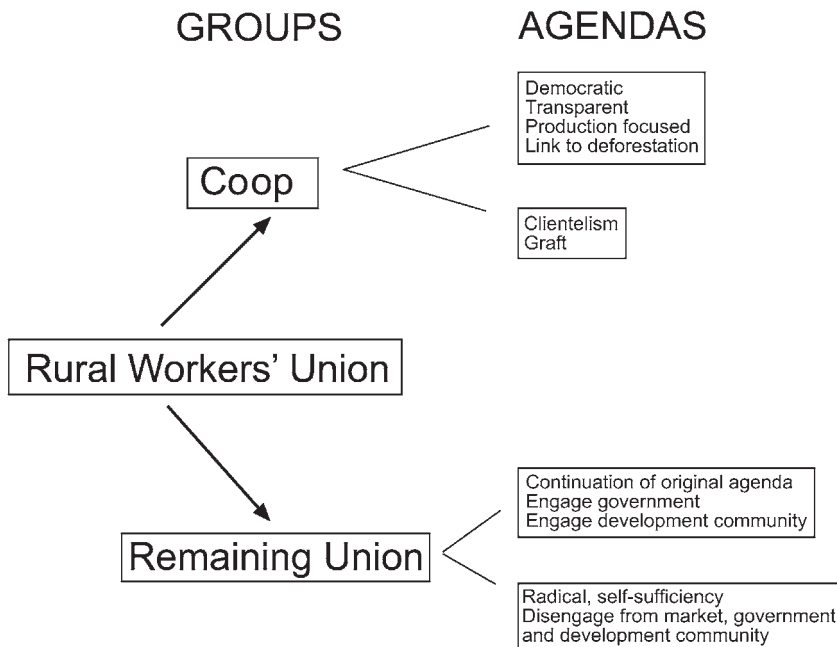 GROUPS
AGENDAS
Democratic
Transparent
Production focused
Link to deforestation
Coop
Clientelism
Graft
Rural Workers’ Union
Continuation of original agenda
Engage government
Engage development community
Remaining Union
Radical, self-sufficiency
Disengage from market, government
and development community